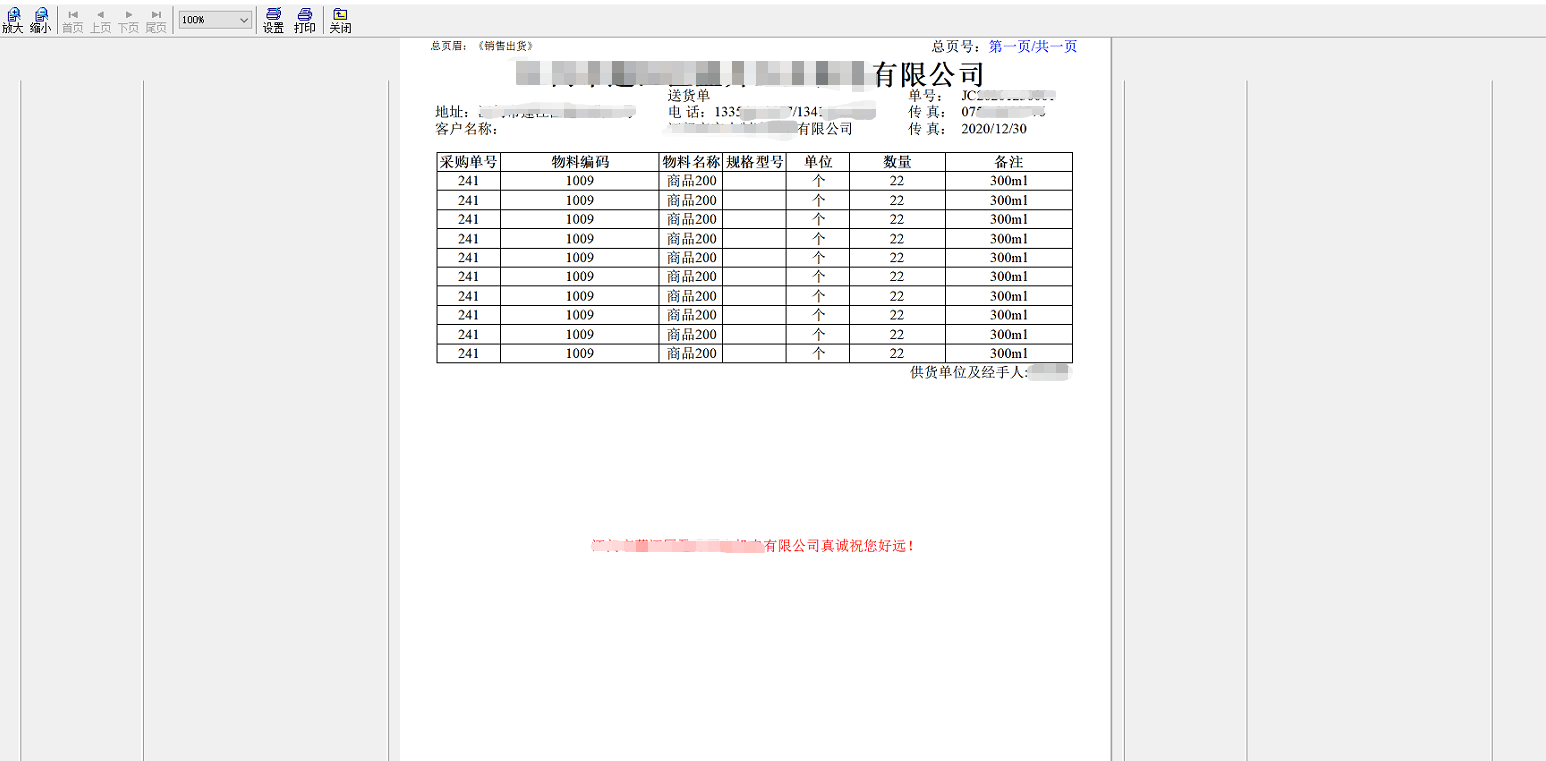 放大 缩小 首页 上页 下页 尾页 100% 设置 打印 关闭
总页眉：《销售出货》 总页号：第一页/共一页
有限公司
送货单 单号： JC
地址： 电 话：1335 7/134 传 真： 07
客户名称： 有限公司 传 真： 2020/12/30
采购单号 物料编码 物料名称 规格型号 单位 数量 备注
241 1009 商品200 个 22 300ml
241 1009 商品200 个 22 300ml
241 1009 商品200 个 22 300ml
241 1009 商品200 个 22 300ml
241 1009 商品200 个 22 300ml
241 1009 商品200 个 22 300ml
241 1009 商品200 个 22 300ml
241 1009 商品200 个 22 300ml
241 1009 商品200 个 22 300ml
241 1009 商品200 个 22 300ml
供货单位及经手人:
有限公司真诚祝您好远！